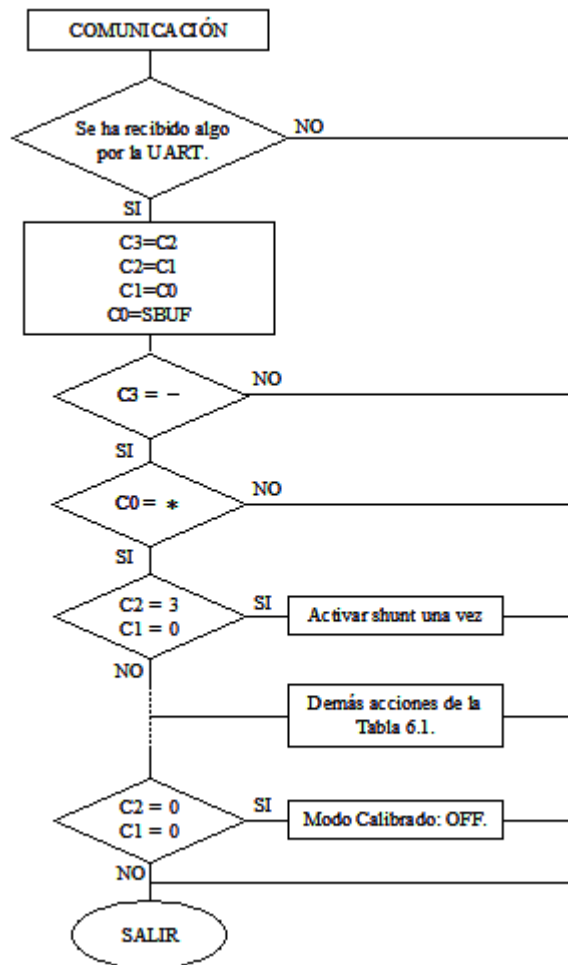 COMUNICACIÓN
Se ha recibido algo
por la UART.
NO
SI
C3=C2
C2=C1
C1=C0
C0=SBUF
C3 = –
NO
SI
C0 = *
NO
SI
C2 = 3
C1 = 0
SI
Activar shunt una vez
NO
Demás acciones de la
Tabla 6.1.
C2 = 0
C1 = 0
SI
Modo Calibrado: OFF.
NO
SALIR